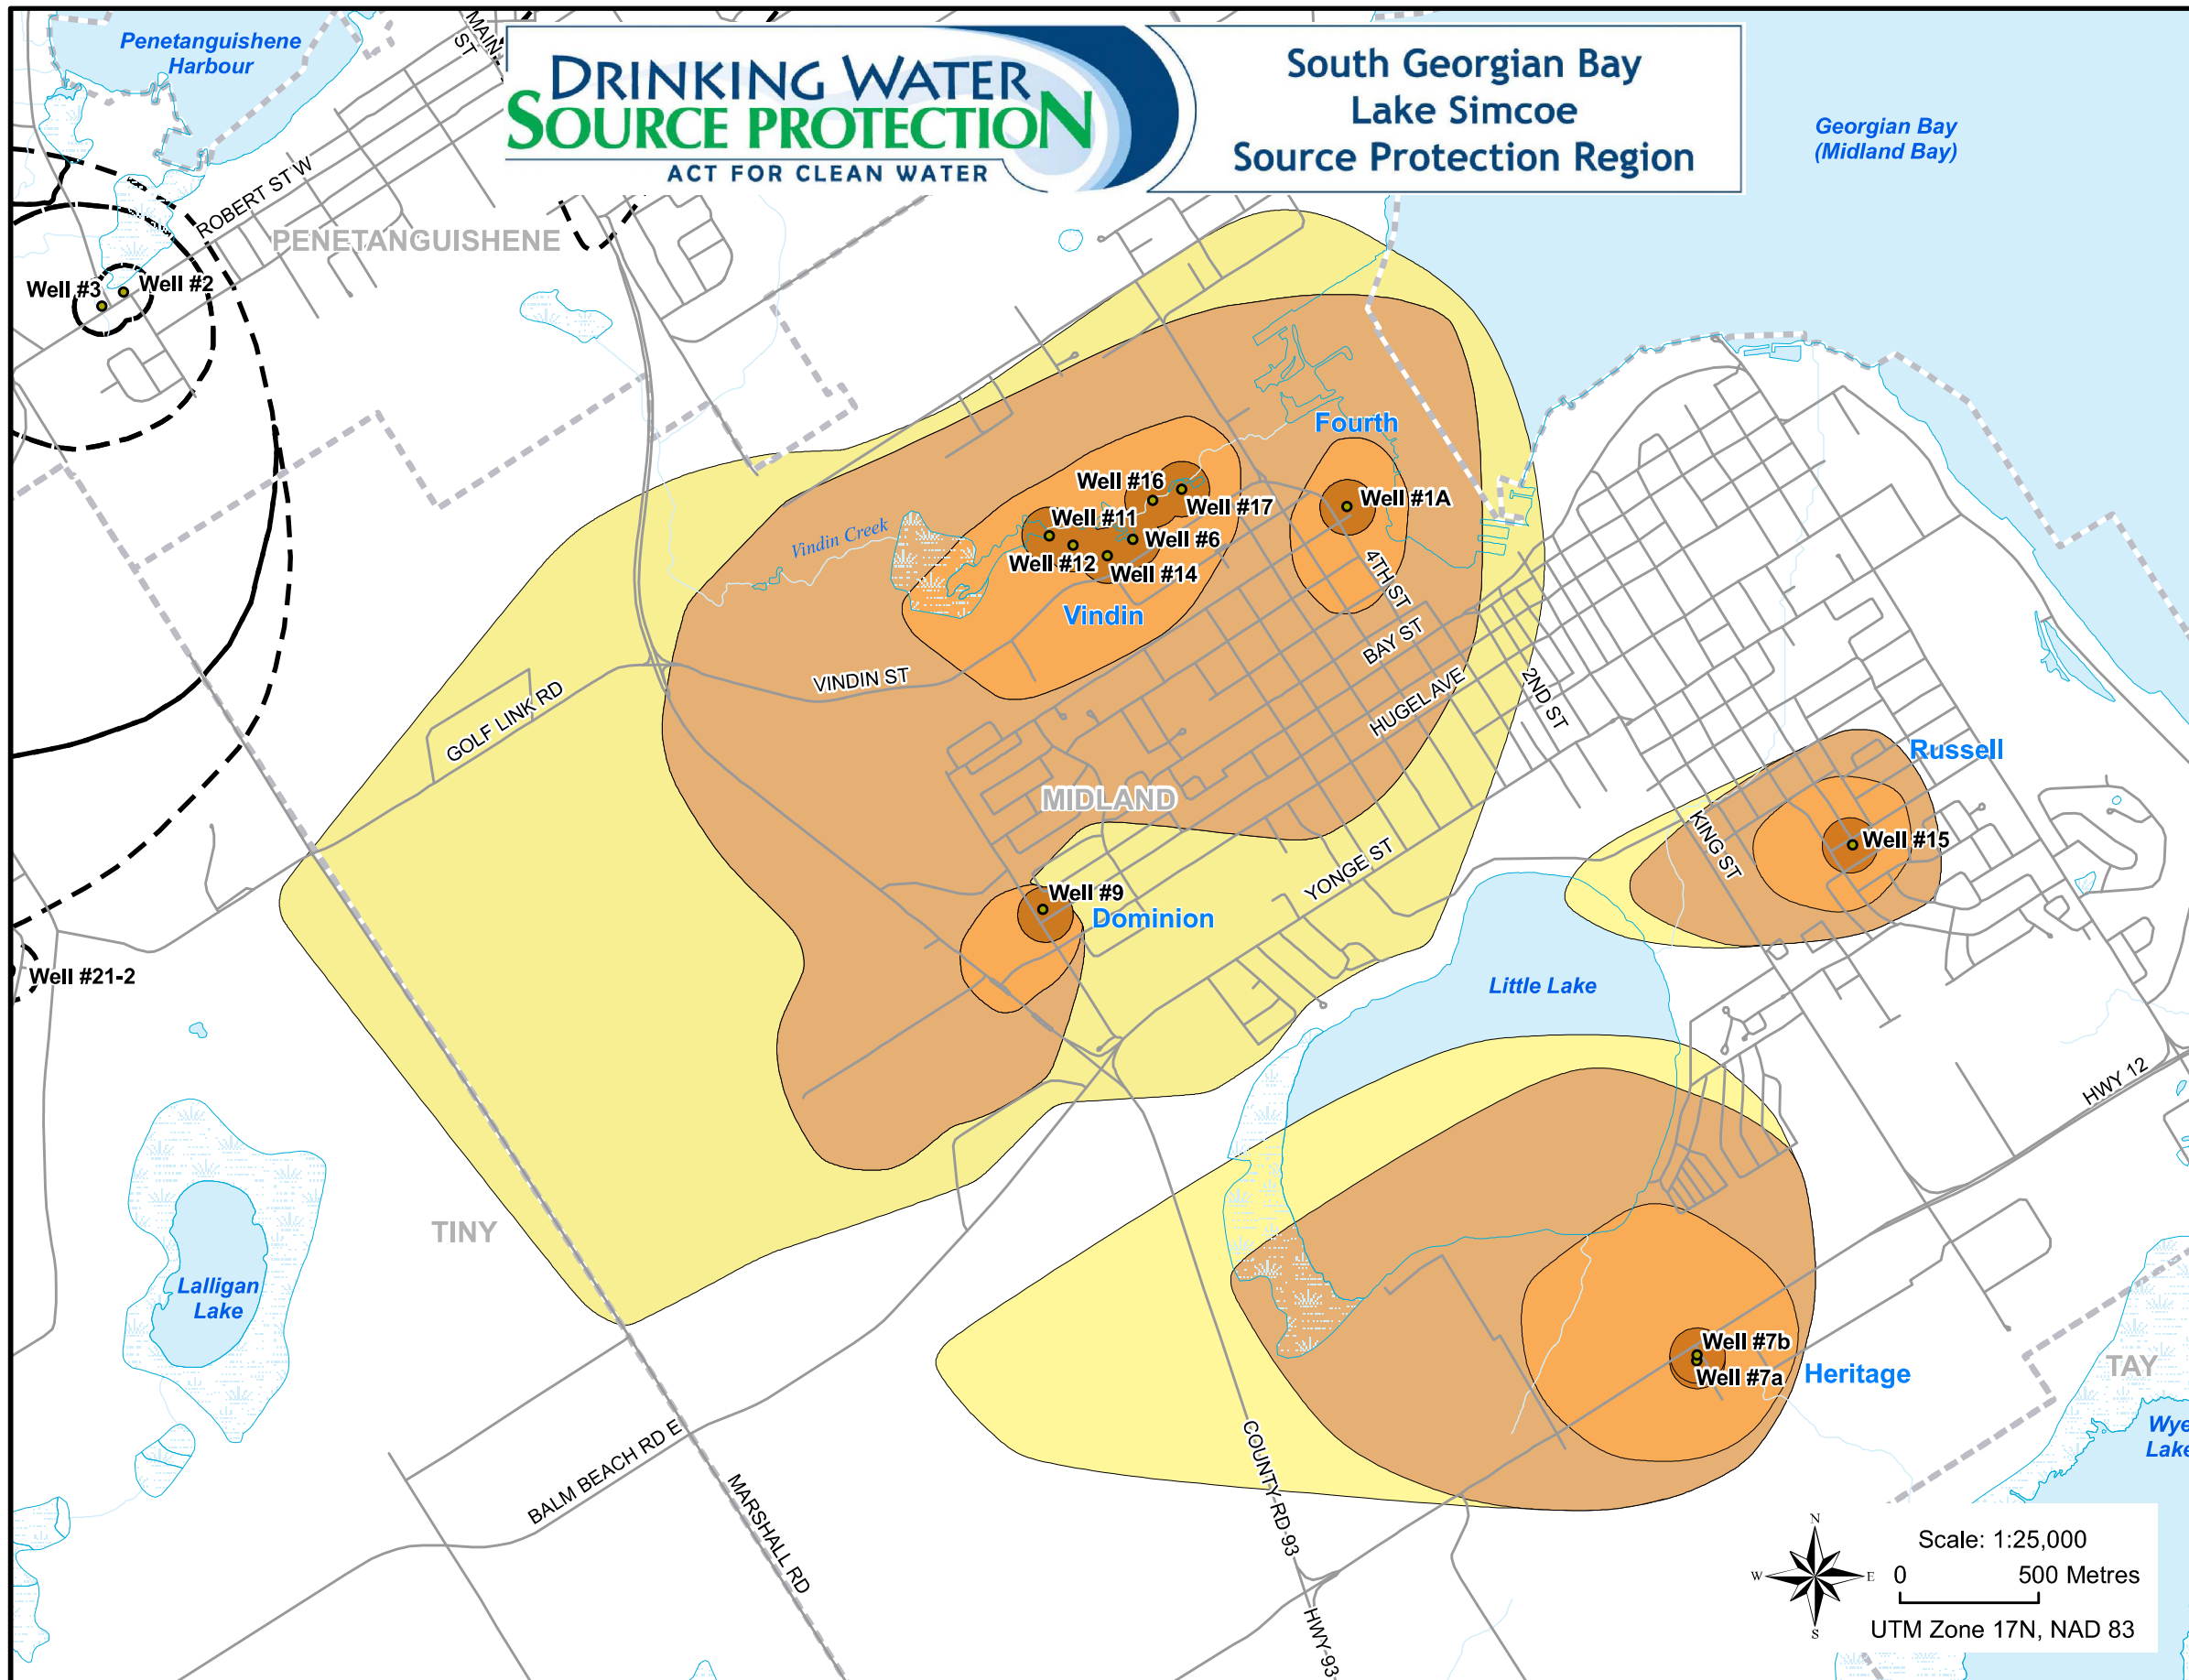 Penetanguishene
Harbour
MAIN
ST
DRINKING WATER
SOURCE PROTECTION
ACT FOR CLEAN WATER
South Georgian Bay
Lake Simcoe
Source Protection Region
Georgian Bay
(Midland Bay)
ROBERT ST W
PENETANGUISHENE
Well #3
Well #2
Fourth
Well #16
Well #17
Well #1A
Well #11
Well #6
Well #12
Well #14
Vindin Creek
Vindin
4TH ST
BAY ST
VINDIN ST
HUGEL AVE
2ND ST
GOLF LINK RD
Russell
MIDLAND
KING ST
Well #15
YONGE ST
Well #9
Dominion
Well #21-2
Little Lake
HWY 12
TINY
Lalligan
Lake
Well #7b
Well #7a
Heritage
TAY
Wye
Lake
BALM BEACH RD E
MARSHALL RD
COUNTY RD 93
HWY 93
N
W
E
S
Scale: 1:25,000
0 500 Metres
UTM Zone 17N, NAD 83